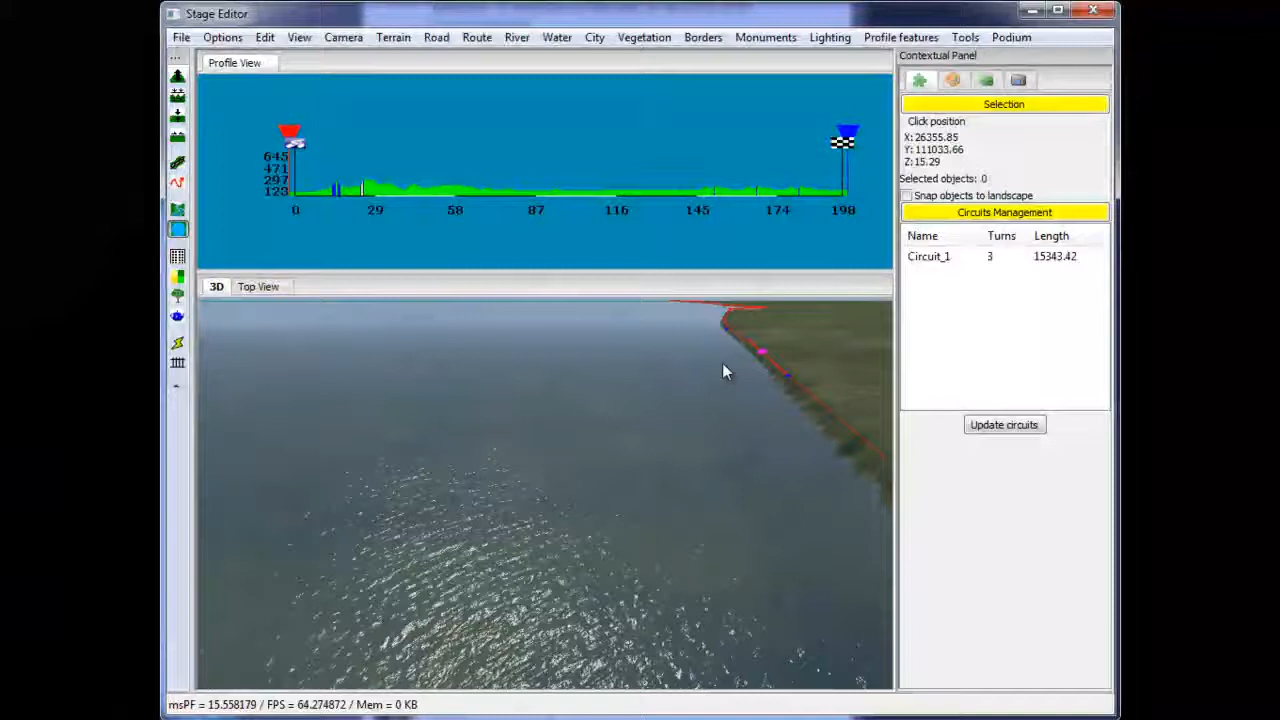 Stage Editor
File Options Edit View Camera Terrain Road Route River Water City Vegetation Borders Monuments Lighting Profile features Tools Podium
Profile View
645
471
297
123
0 29 58 87 116 145 174 198
3D Top View
Contextual Panel
Selection
Click position
X: 26355.85
Y: 111033.66
Z: 15.29
Selected objects: 0
Snap objects to landscape
Circuits Management
Name Turns Length
Circuit_1 3 15343.42
Update circuits
msPF = 15.558179 / FPS = 64.274872 / Mem = 0 KB